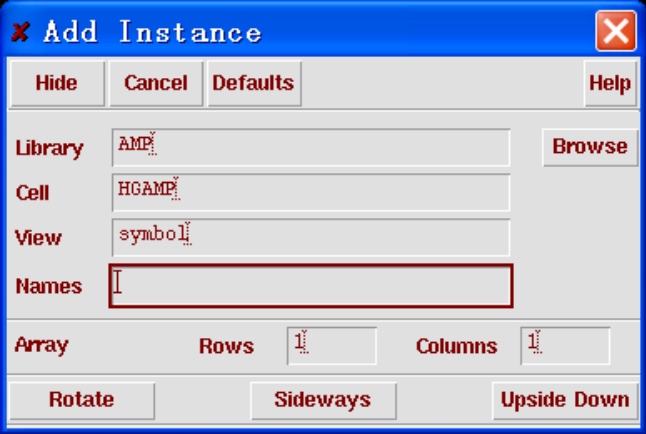 Add Instance
Hide Cancel Defaults Help
Library AMP Browse
Cell HGAMP
View symbol
Names
Array Rows 1 Columns 1
Rotate Sideways Upside Down